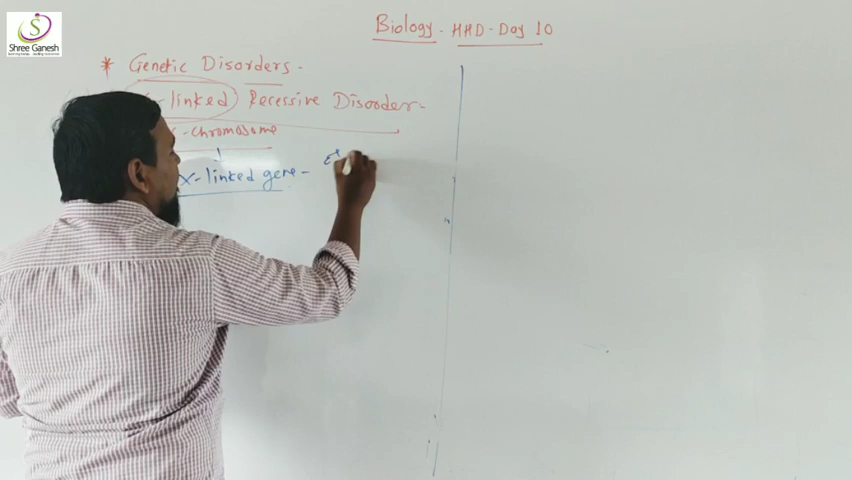 Shree Ganesh
Biology - HHD - Day 10
* Genetic Disorders -
-linked Recessive Disorder -
- Chromosome
X-linked gene -